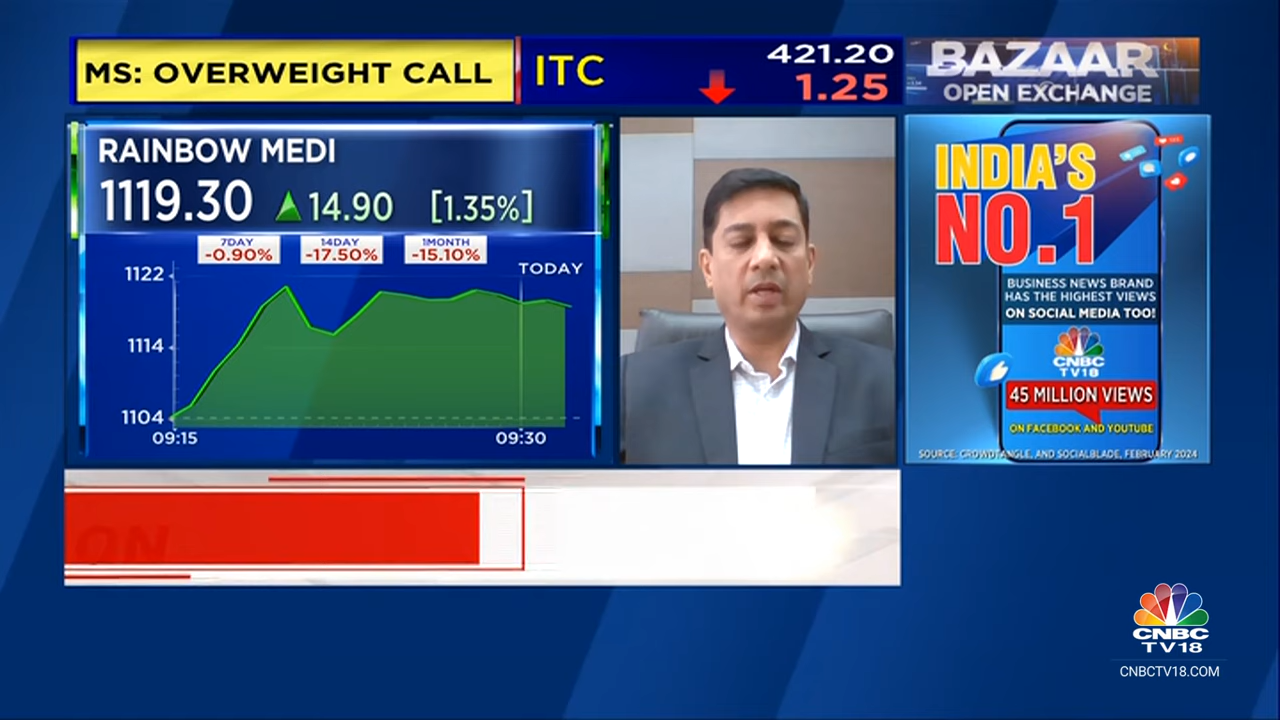 MS: OVERWEIGHT CALL
ITC
421.20
1.25
BAZAAR
OPEN EXCHANGE
RAINBOW MEDI
1119.30 14.90 [1.35%]
7DAY
-0.90%
14DAY
-17.50%
1MONTH
-15.10%
TODAY
1122
1114
1104
09:15
09:30
INDIA'S
NO.1
BUSINESS NEWS BRAND
HAS THE HIGHEST VIEWS
ON SOCIAL MEDIA TOO!
CNBC
TV18
45 MILLION VIEWS
ON FACEBOOK AND YOUTUBE
SOURCE: CROWDTANGLE, AND SOCIALBLADE, FEBRUARY 2024
ON
CNBC
TV18
CNBCTV18.COM